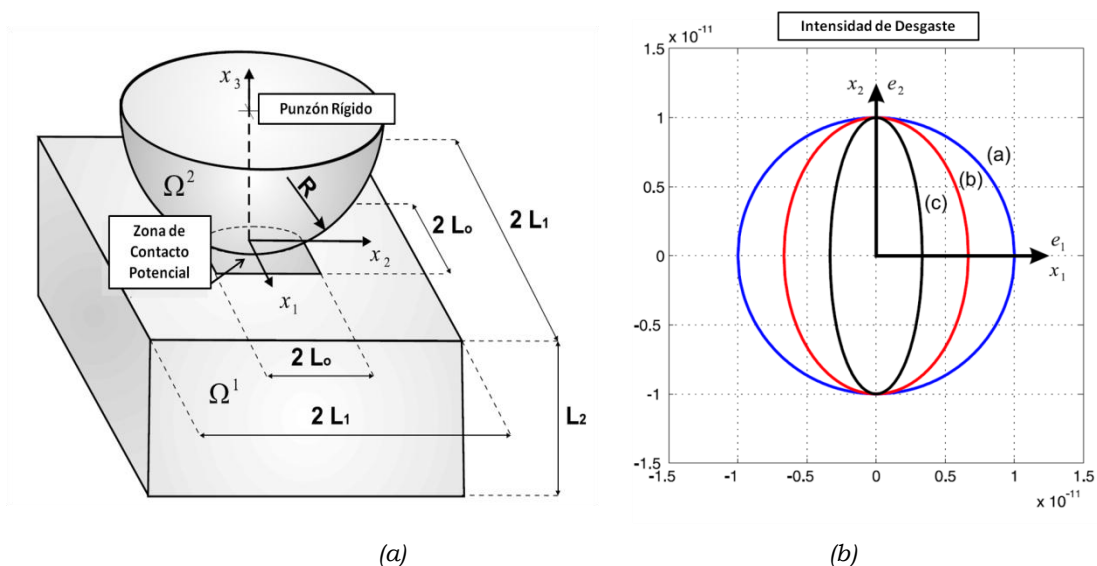 x₃
Punzón Rígido
Ω²
R
2 L₁
Zona de
Contacto
Potencial
2 Lₒ
x₂
x₁
2 Lₒ
Ω¹
2 L₁
L₂
(a)
Intensidad de Desgaste
x 10⁻¹¹
1.5
x₂ e₂
1
(a)
(b)
0.5
(c)
e₁
0
x₁
-0.5
-1
-1.5
-1.5 -1 -0.5 0 0.5 1 1.5
x 10⁻¹¹
(b)